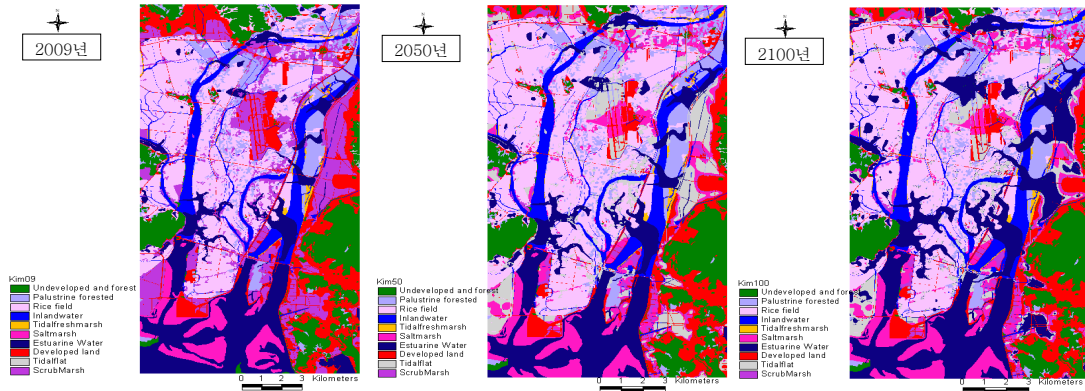 2009년
Kim09
Undeveloped and forest
Palustrine forested
Rice field
Inlandwater
Tidalfreshmarsh
Saltmarsh
Estuarine Water
Developed land
Tidalflat
ScrubMarsh
0 1 2 3 Kilometers
2050년
Kim50
Undeveloped and forest
Palustrine forested
Rice field
Inlandwater
Tidalfreshmarsh
Saltmarsh
Estuarine Water
Developed land
Tidalflat
ScrubMarsh
0 1 2 3 Kilometers
2100년
Kim100
Undeveloped and forest
Palustrine forested
Rice field
Inlandwater
Tidalfreshmarsh
Saltmarsh
Estuarine Water
Developed land
Tidalflat
ScrubMarsh
0 1 2 3 Kilometers